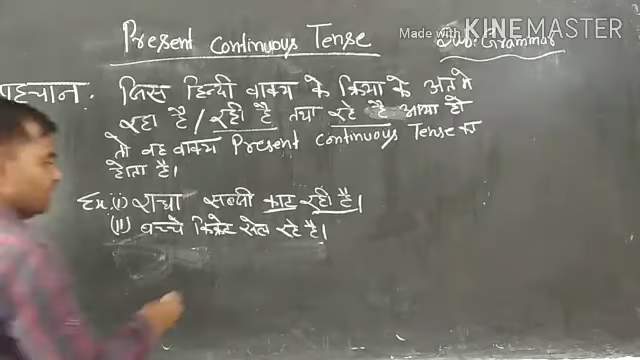 Made with KINEMASTER
Present Continuous Tense
Sub: Grammar
पहचान. जिस हिन्दी वाक्य के क्रिया के अंत मे
रहा है / रही है तथा रहे है आया हो
तो वह वाक्य Present Continuous Tense का
होता है।
Ex: (i) राधा सब्जी काट रही है।
(II) बच्चे क्रिकेट खेल रहे है।